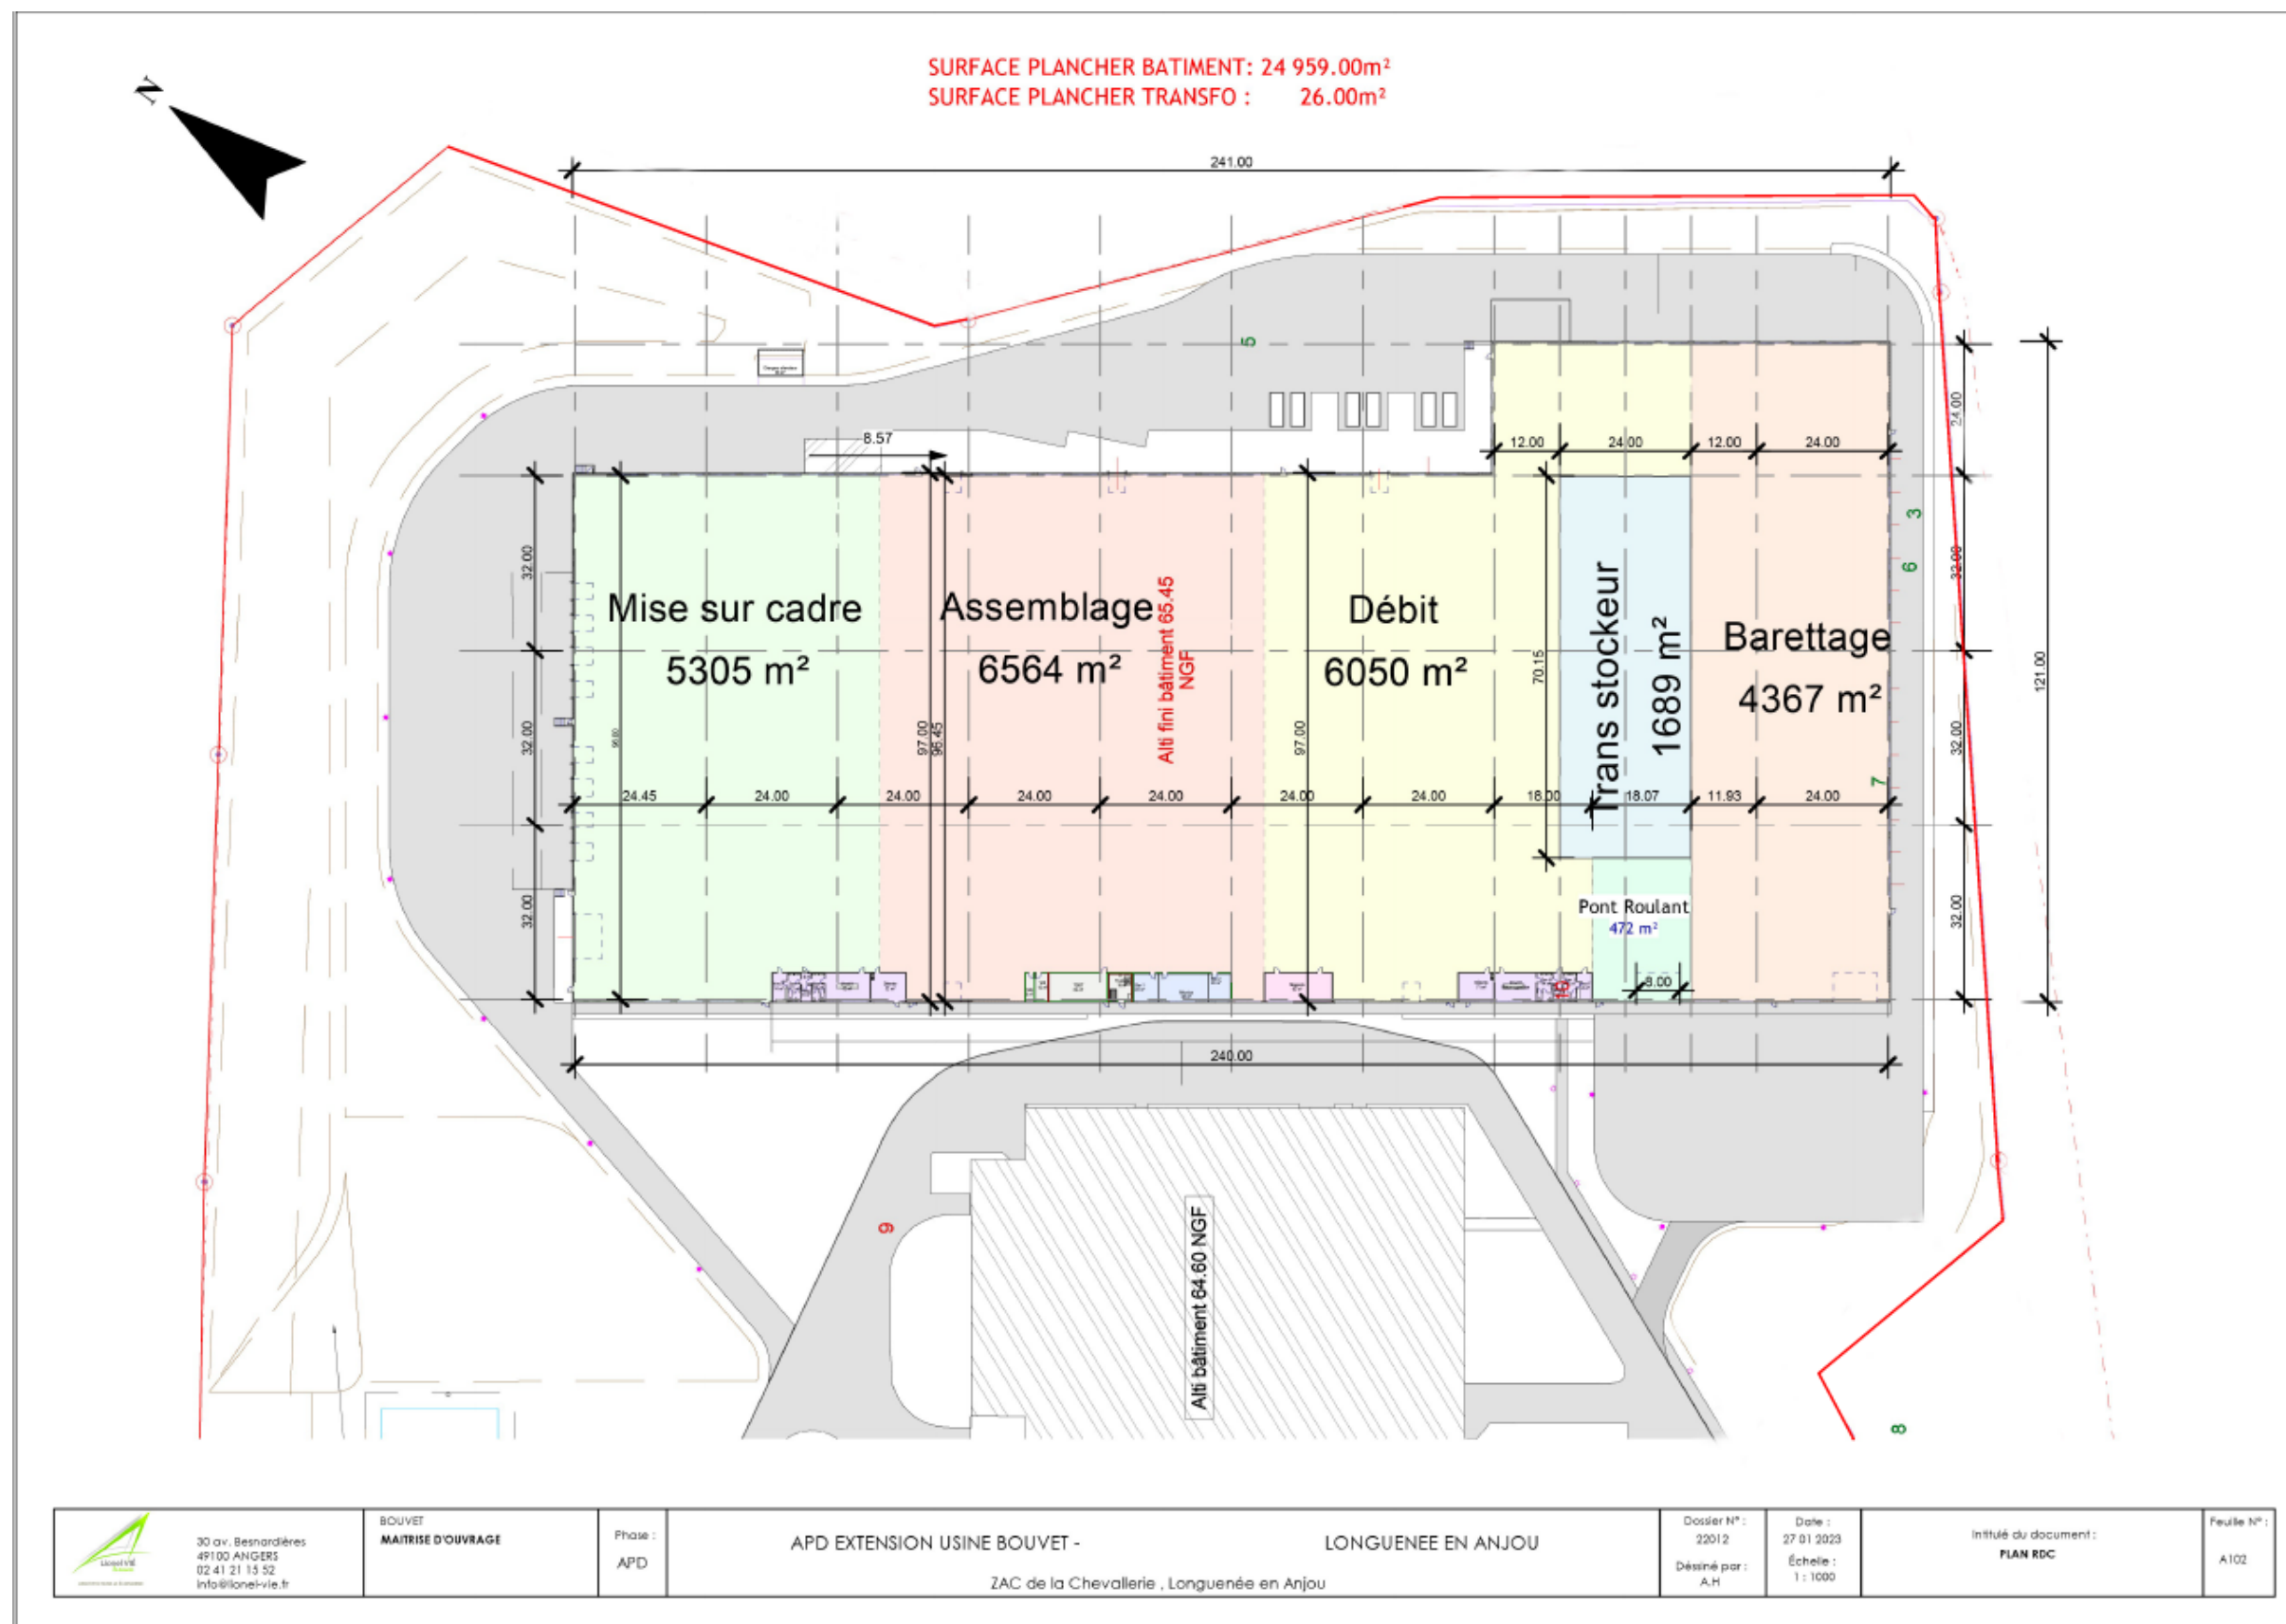 SURFACE PLANCHER BATIMENT: 24 959.00m²
SURFACE PLANCHER TRANSFO : 26.00m²
N
241.00
5
24.00
8.57
12.00
24.00
12.00
24.00
3
6
32.00
32.00
Mise sur cadre
5305 m²
Assemblage
6564 m²
Alti fini bâtiment 65.45
NGF
Débit
6050 m²
Trans stockeur
1689 m²
Barettage
4367 m²
70.15
121.00
32.00
97.00
96.45
97.00
32.00
7
24.45
24.00
24.00
24.00
24.00
24.00
24.00
18.00
18.07
11.93
24.00
32.00
32.00
Pont Roulant
472 m²
8.00
16
240.00
9
Alti bâtiment 64.60 NGF
8
Lionel VIE
30 av. Besnardières
49100 ANGERS
02 41 21 15 52
info@lionel-vie.fr
BOUVET
MAITRISE D'OUVRAGE
Phase :
APD
APD EXTENSION USINE BOUVET - LONGUENEE EN ANJOU
ZAC de la Chevallerie , Longuenée en Anjou
Dossier N° :
22012
Déssiné par :
A.H
Date :
27 01 2023
Échelle :
1 : 1000
Intitulé du document :
PLAN RDC
Feuille N° :
A102